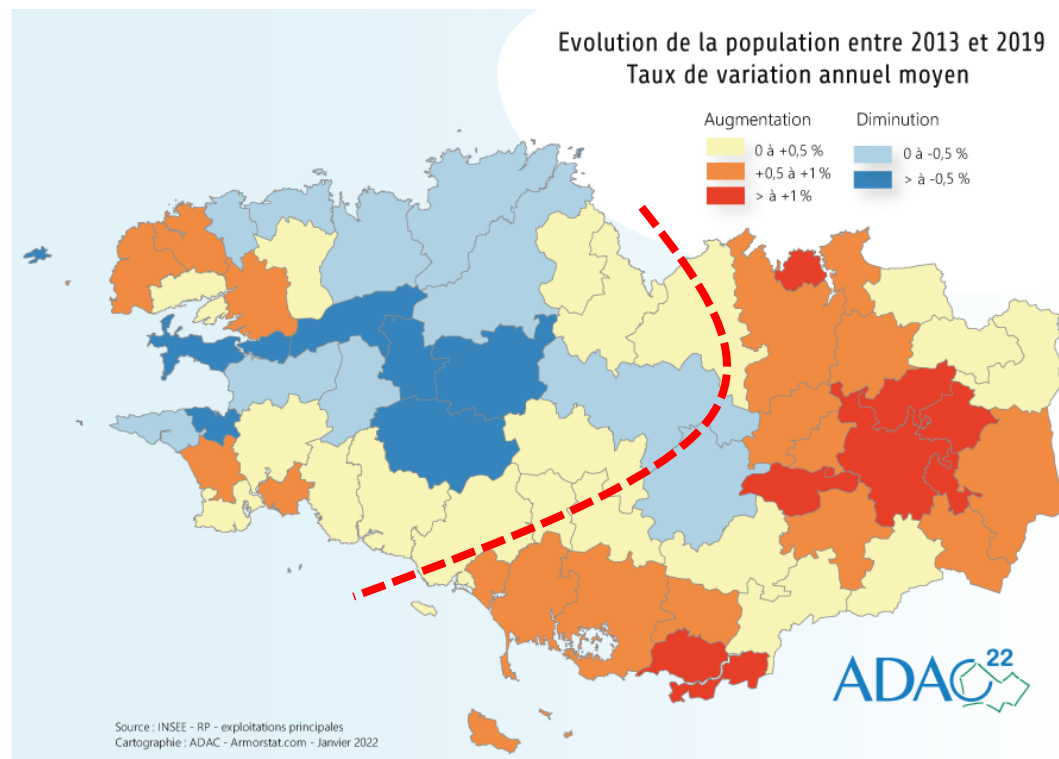 Evolution de la population entre 2013 et 2019
Taux de variation annuel moyen
Augmentation
0 à +0,5 %
+0,5 à +1 %
> à +1 %
Diminution
0 à -0,5 %
> à -0,5 %
ADAC 22
Source : INSEE - RP - exploitations principales
Cartographie : ADAC - Armorstat.com - Janvier 2022